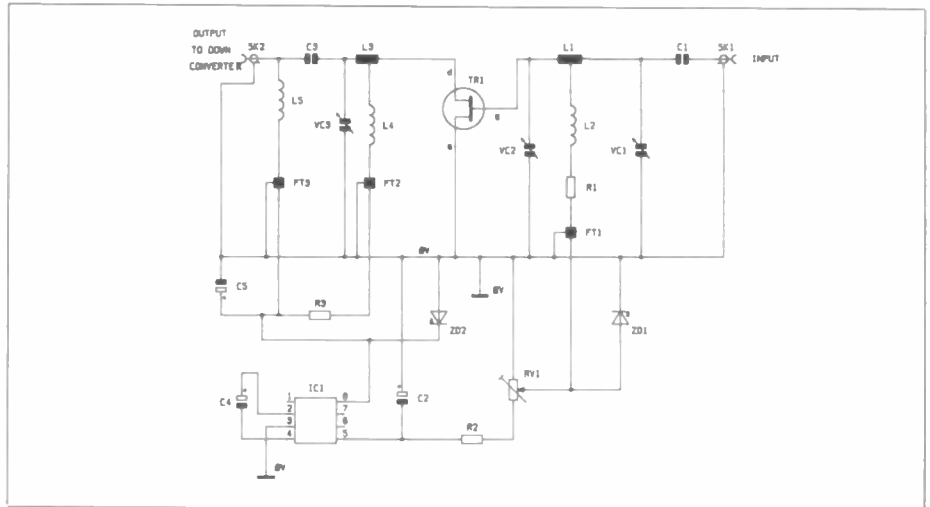 OUTPUT
TO DOWN
CONVERTER
SK2
C3
L3
L1
C1
SK1
INPUT
d
TR1
g
s
L5
VC3
L4
VC2
L2
VC1
R1
FT3
FT2
FT1
0V
C5
+
R3
0V
ZD2
ZD1
RV1
C4
+
IC1
1
2
3
4
8
7
6
5
+
C2
R2
0V